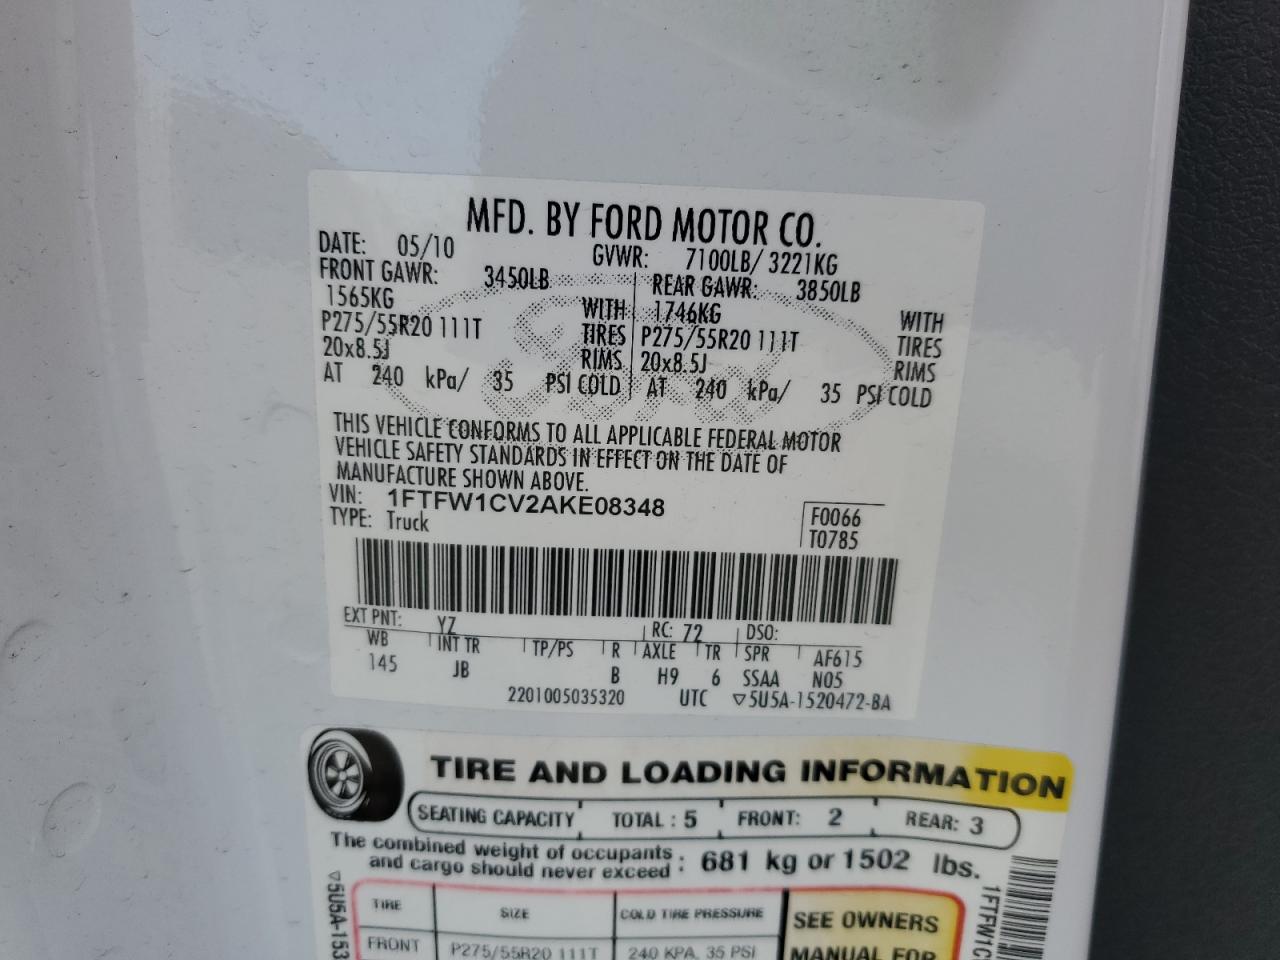 MFD. BY FORD MOTOR CO.
DATE: 05/10 GVWR: 7100LB/ 3221KG
FRONT GAWR: 3450LB REAR GAWR: 3850LB
1565KG WITH 1746KG WITH
P275/55R20 111T TIRES P275/55R20 111T TIRES
20x8.5J RIMS 20x8.5J RIMS
AT 240 kPa/ 35 PSI COLD AT 240 kPa/ 35 PSI COLD
THIS VEHICLE CONFORMS TO ALL APPLICABLE FEDERAL MOTOR
VEHICLE SAFETY STANDARDS IN EFFECT ON THE DATE OF
MANUFACTURE SHOWN ABOVE.
VIN: 1FTFW1CV2AKE08348
TYPE: Truck
F0066
T0785
EXT PNT: YZ RC: 72 DSO:
WB INT TR TP/PS R AXLE TR SPR AF615
145 JB B H9 6 SSAA N05
2201005035320 UTC ▽5U5A-1520472-BA
TIRE AND LOADING INFORMATION
SEATING CAPACITY TOTAL : 5 FRONT: 2 REAR: 3
The combined weight of occupants
and cargo should never exceed : 681 kg or 1502 lbs.
TIRE SIZE COLD TIRE PRESSURE SEE OWNERS
FRONT P275/55R20 111T 240 KPA, 35 PSI MANUAL FOR
▽5U5A-153
1FTFW1C